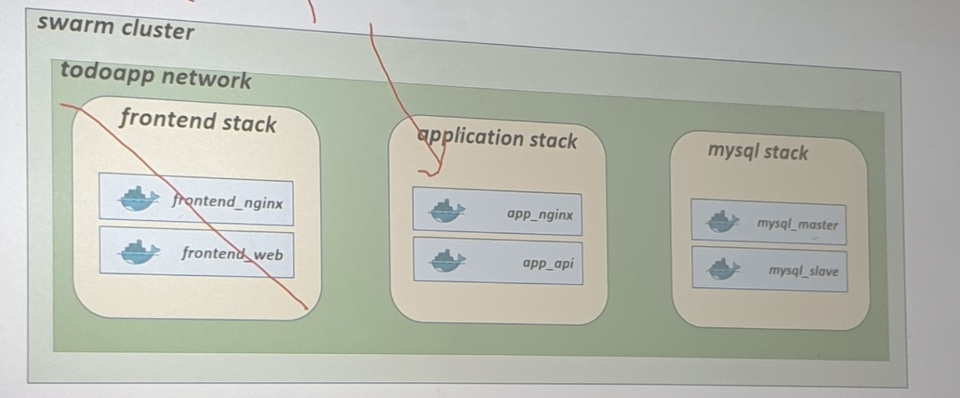 swarm cluster
todoapp network
frontend stack
frontend_nginx
frontend_web
application stack
app_nginx
app_api
mysql stack
mysql_master
mysql_slave